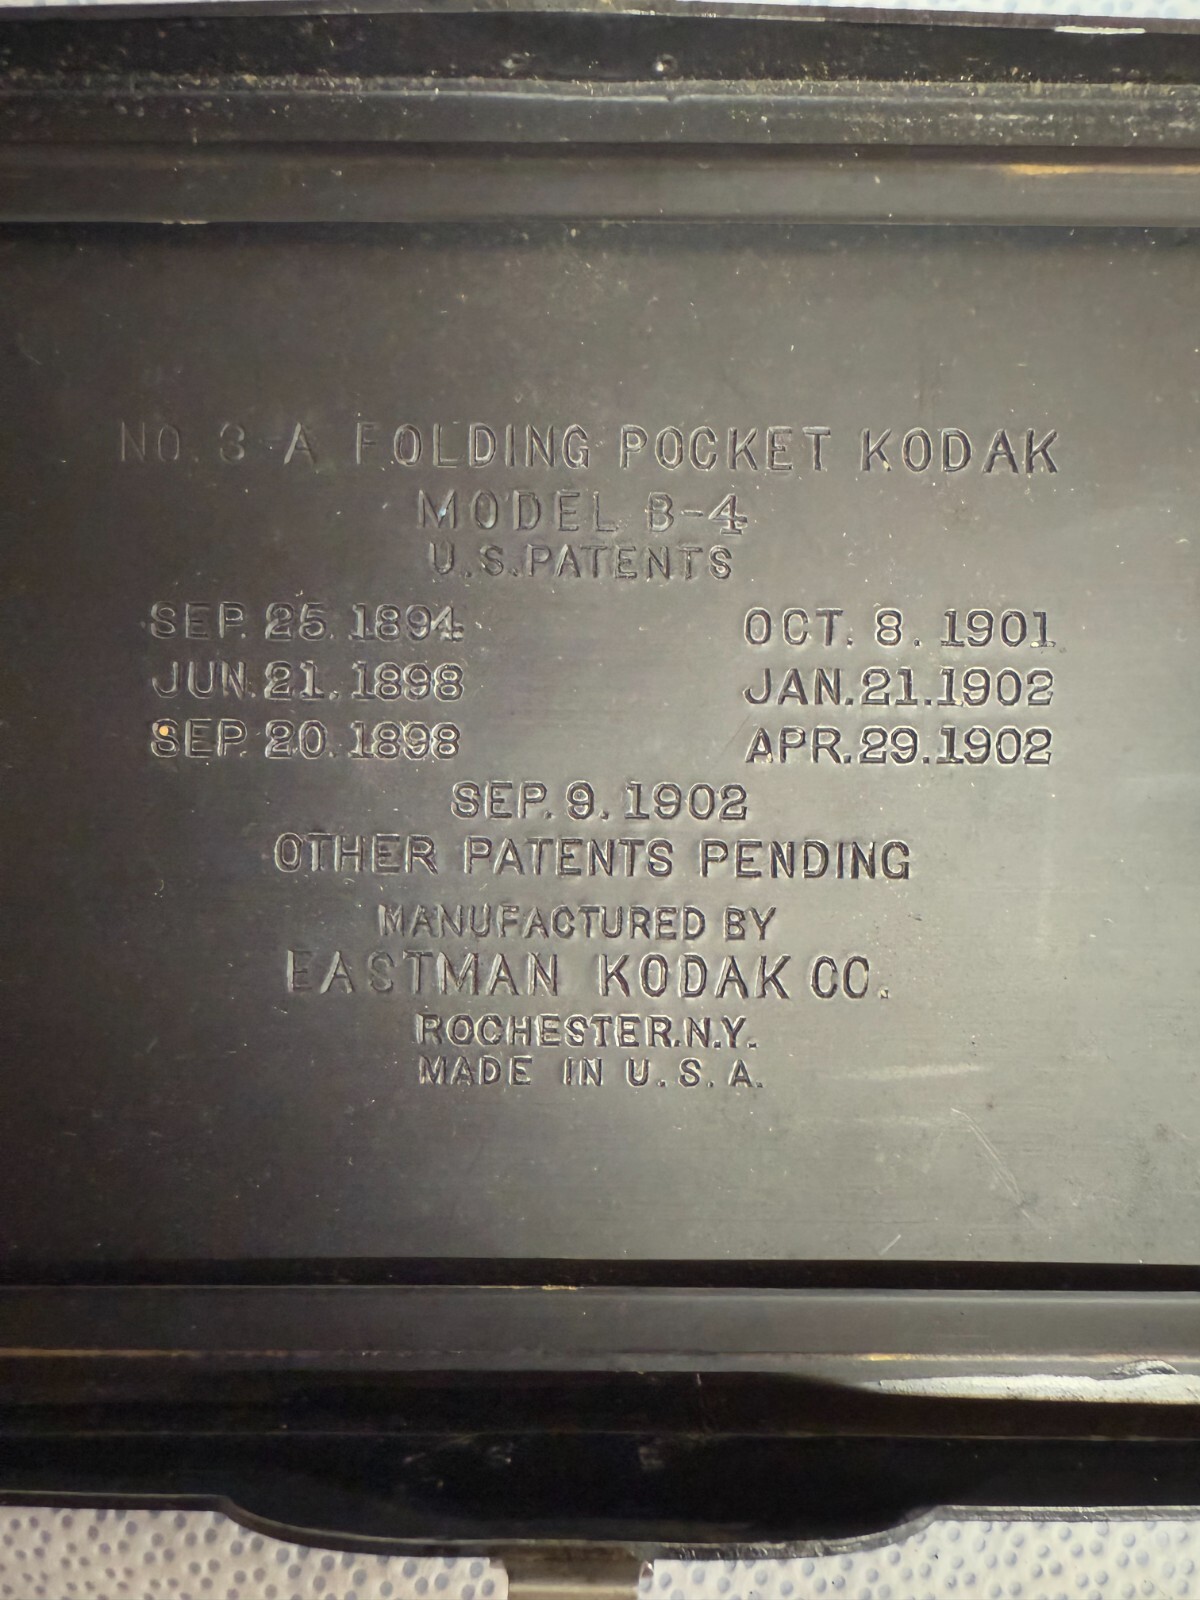 NO. 3-A FOLDING POCKET KODAK
MODEL B-4
U.S. PATENTS
SEP. 25. 1894 OCT. 8. 1901
JUN. 21. 1898 JAN. 21. 1902
SEP. 20. 1898 APR. 29. 1902
SEP. 9. 1902
OTHER PATENTS PENDING
MANUFACTURED BY
EASTMAN KODAK CO.
ROCHESTER. N.Y.
MADE IN U. S. A.